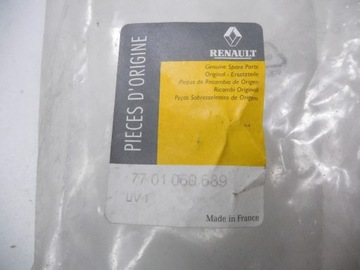 PIECES D'ORIGINE
RENAULT
Genuine Spare Parts
Original - Ersatzteile
Piezas de Recambio de Origen
Ricambi Originali
Peças Sobresselentes de Origem
77 01 068 689
UV1
Made in France